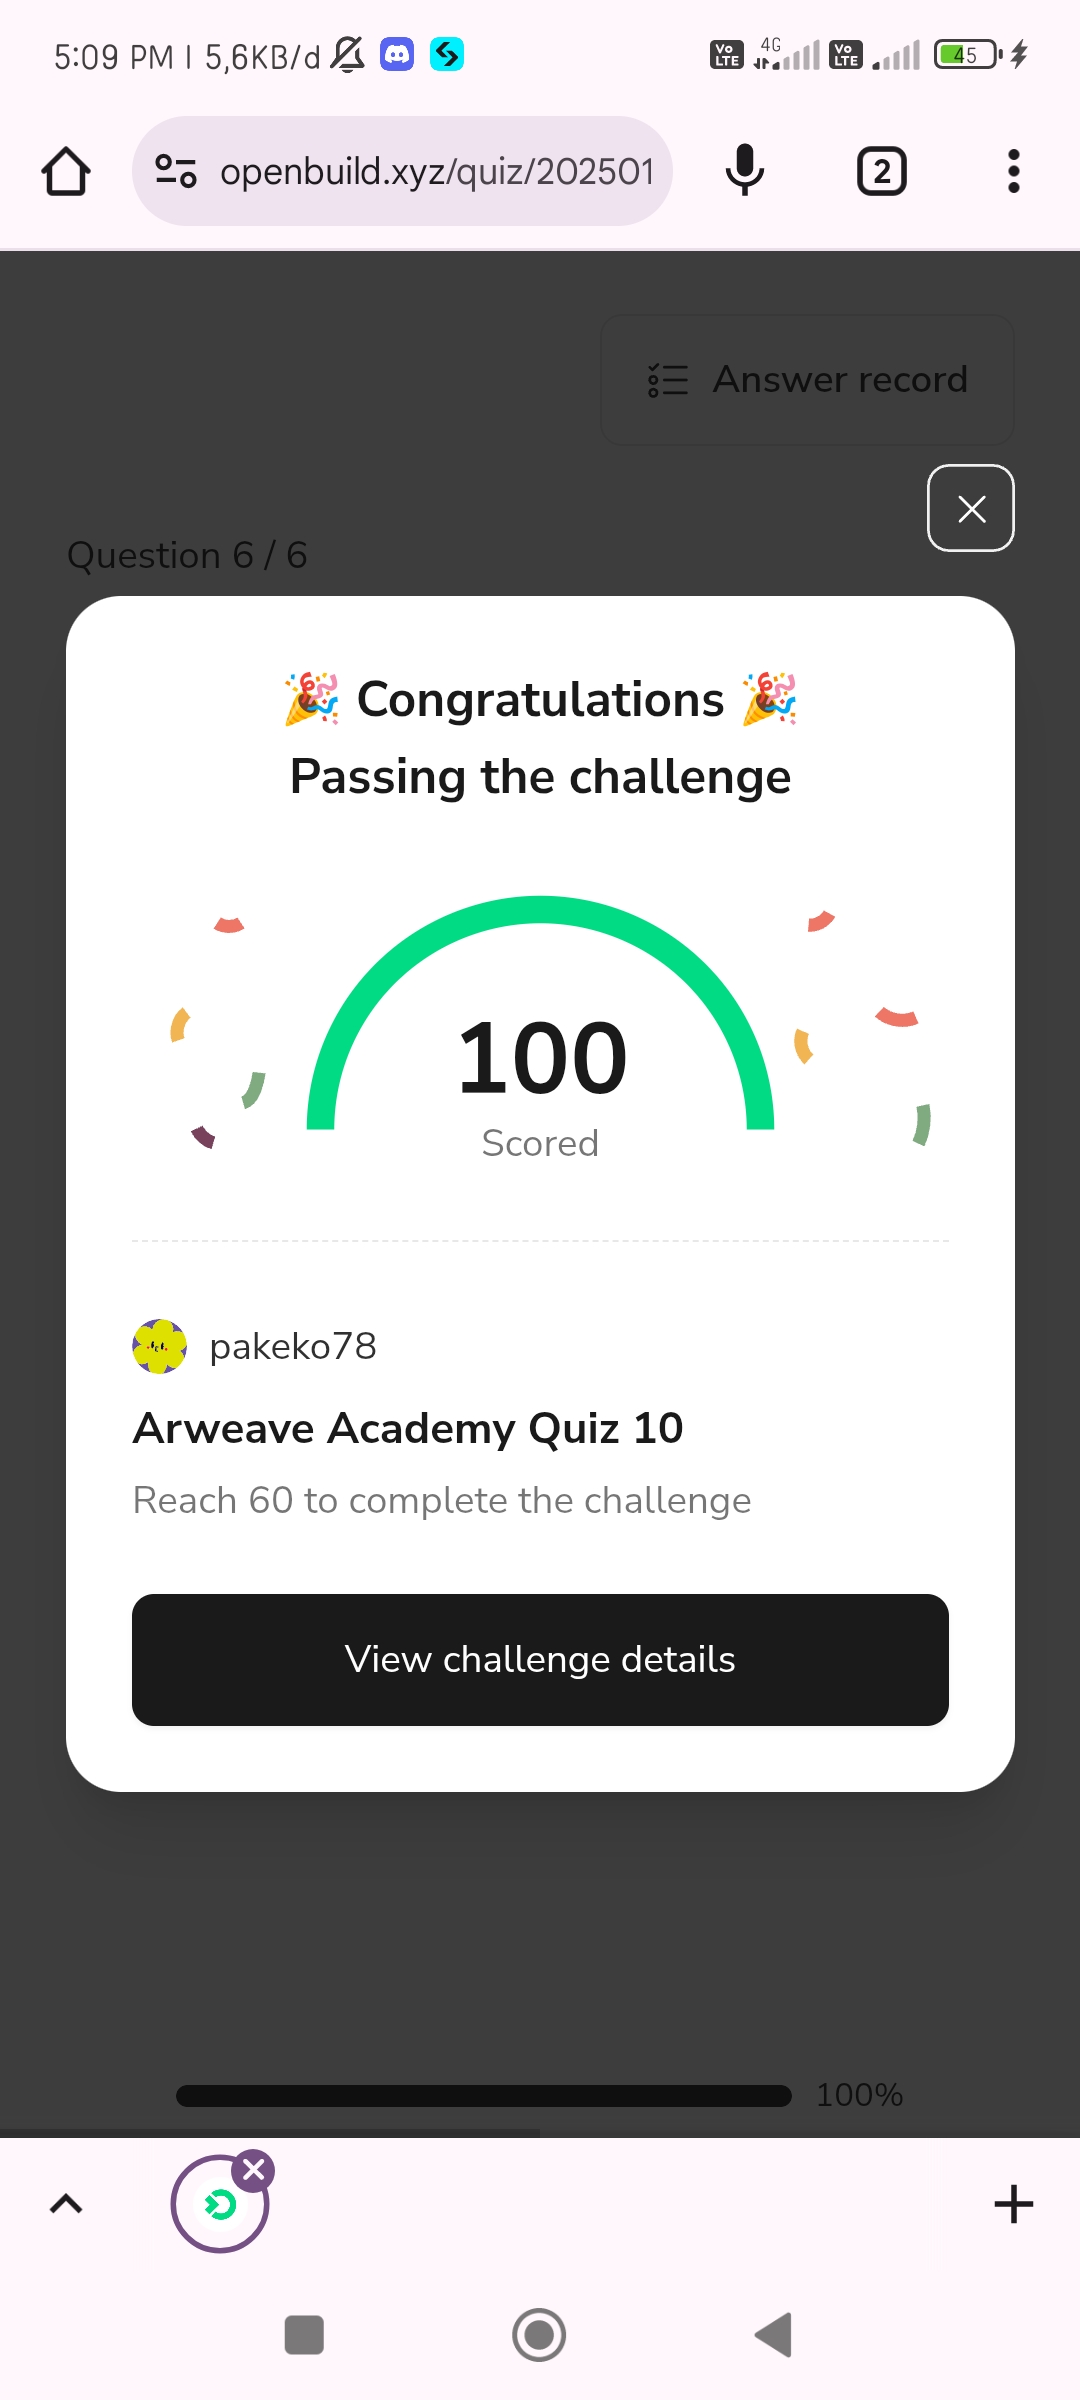 5:09 PM | 5,6KB/d
Vo LTE 4G Vo LTE 45
openbuild.xyz/quiz/202501
2
Answer record
Question 6 / 6
🎉 Congratulations 🎉
Passing the challenge
100
Scored
pakeko78
Arweave Academy Quiz 10
Reach 60 to complete the challenge
View challenge details
100%